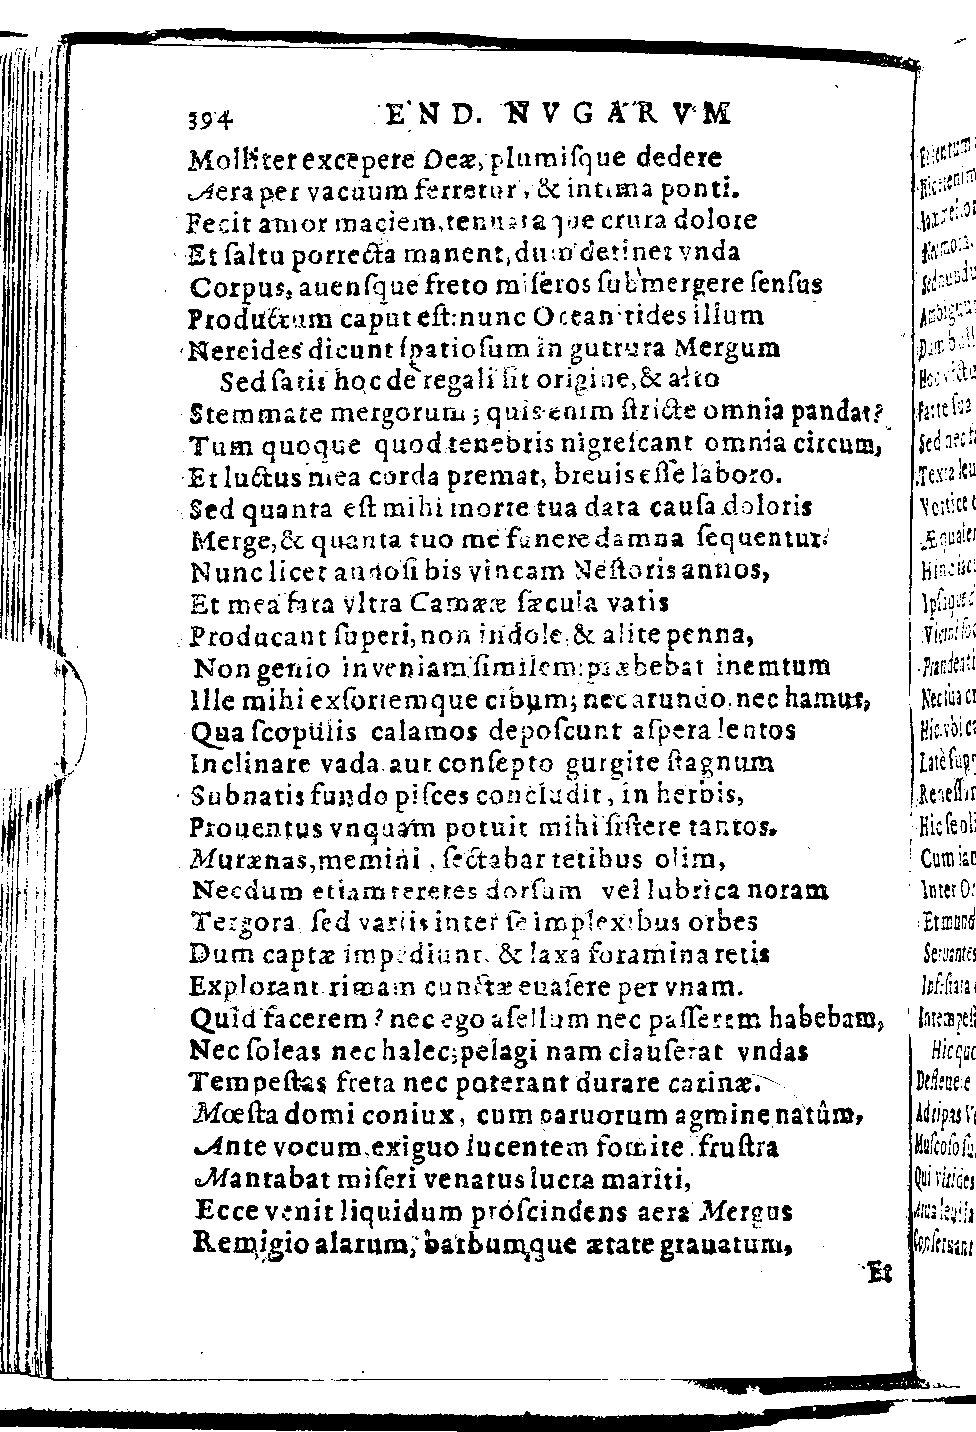 394 END. NVGARVM
Molliter excepere Deæ, plumiſque dedere
Aera per vacuum ferretur, & intima ponti.
Fecit amor maciem, tenuataque crura dolore
Et ſaltu porrecta manent, dum detinet vnda
Corpus, auenſque freto miſeros ſubmergere ſenſus
Productum caput eſt: nunc Oceantides illum
Nereides dicunt ſpatioſum in guttura Mergum
Sed ſatis hoc de regali ſit origine, & alto
Stemmate mergorum; quis enim ſtricte omnia pandat?
Tum quoque quod tenebris nigreſcant omnia circum,
Et luctus mea corda premat, breuis eſſe laboro.
Sed quanta eſt mihi morte tua data cauſa doloris
Merge, & quanta tuo me funere damna ſequentur.
Nunc licet annoſi bis vincam Neſtoris annos,
Et mea fata vltra Cumææ ſæcula vatis
Producant ſuperi, non indole, & alite penna,
Non genio inveniam ſimilem: præbebat inemtum
Ille mihi exſortemque cibum; nec arundo, nec hamus,
Qua ſcopulis calamos depoſcunt aſpera lentos
Inclinare vada, aut conſepto gurgite ſtagnum
Subnatis fundo piſces concludit, in herbis,
Prouentus vnquam potuit mihi ſiſtere tantos.
Murænas, memini, ſectabar retibus olim,
Necdum etiam teretes dorſum vel lubrica noram
Tergora ſed variis inter ſe implexibus orbes
Dum captæ impediunt, & laxa foramina retis
Explorant rimam cunctæ euaſere per vnam.
Quid facerem? nec ego aſellum nec paſſerem habebam,
Nec ſoleas nec halec; pelagi nam clauſerat vndas
Tempeſtas freta nec poterant durare carinæ.
Mœſta domi coniux, cum paruorum agmine natûm,
Ante vocum, exiguo lucentem fomite fruſtra
Mantabat miſeri venatus lucra mariti,
Ecce venit liquidum próſcindens aera Mergus
Remigio alarum, barbumque ætate grauatum,
Et